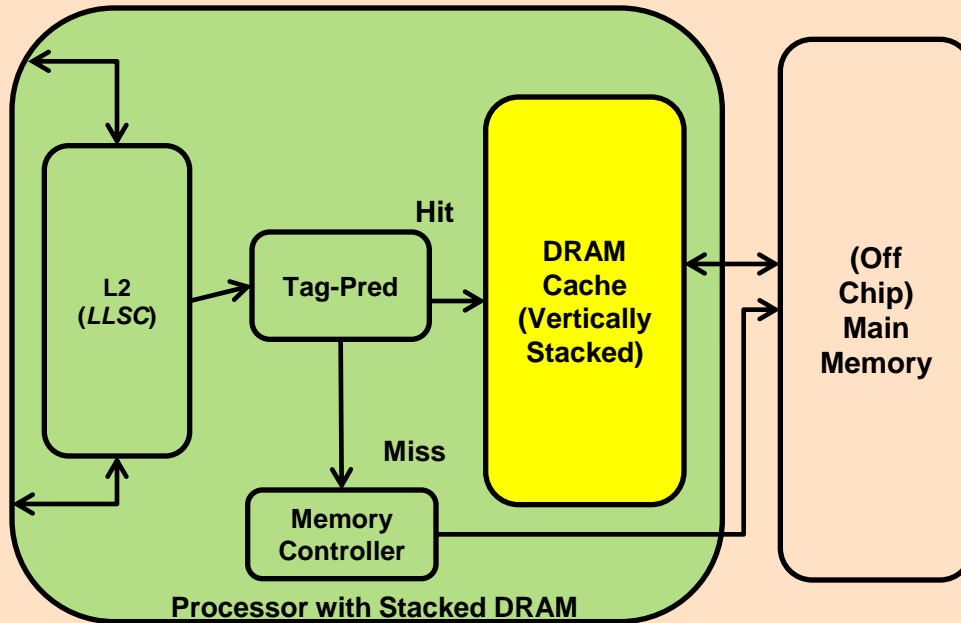 Hit
L2
(LLSC)
Tag-Pred
DRAM
Cache
(Vertically
Stacked)
(Off
Chip)
Main
Memory
Miss
Memory
Controller
Processor with Stacked DRAM